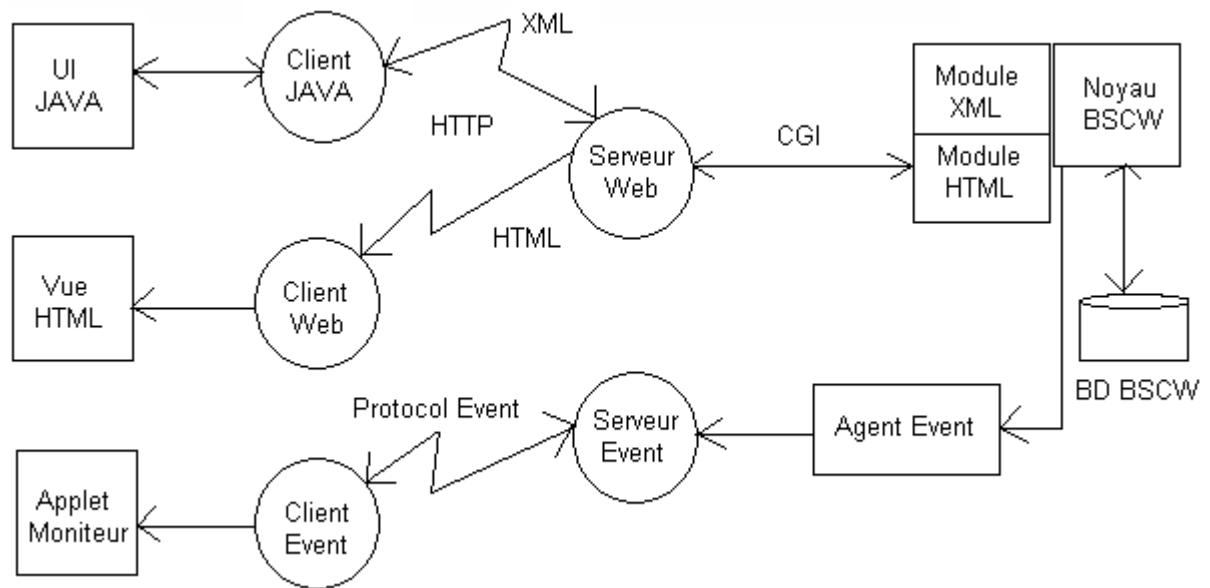 XML
UI
JAVA
Client
JAVA
Module
XML
Noyau
BSCW
HTTP
CGI
Serveur
Web
Module
HTML
HTML
Vue
HTML
Client
Web
BD BSCW
Protocol Event
Serveur
Event
Agent Event
Applet
Moniteur
Client
Event